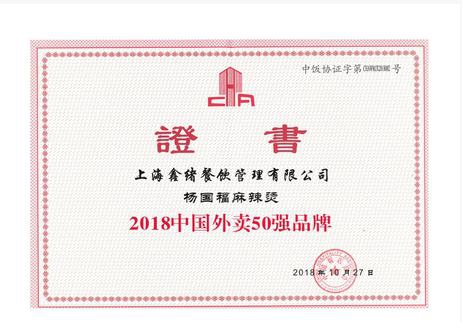 中饭协证字第 号
CHA
證 書
上海鑫绪餐饮管理有限公司
杨国福麻辣烫
2018中国外卖50强品牌
2018年10月27日